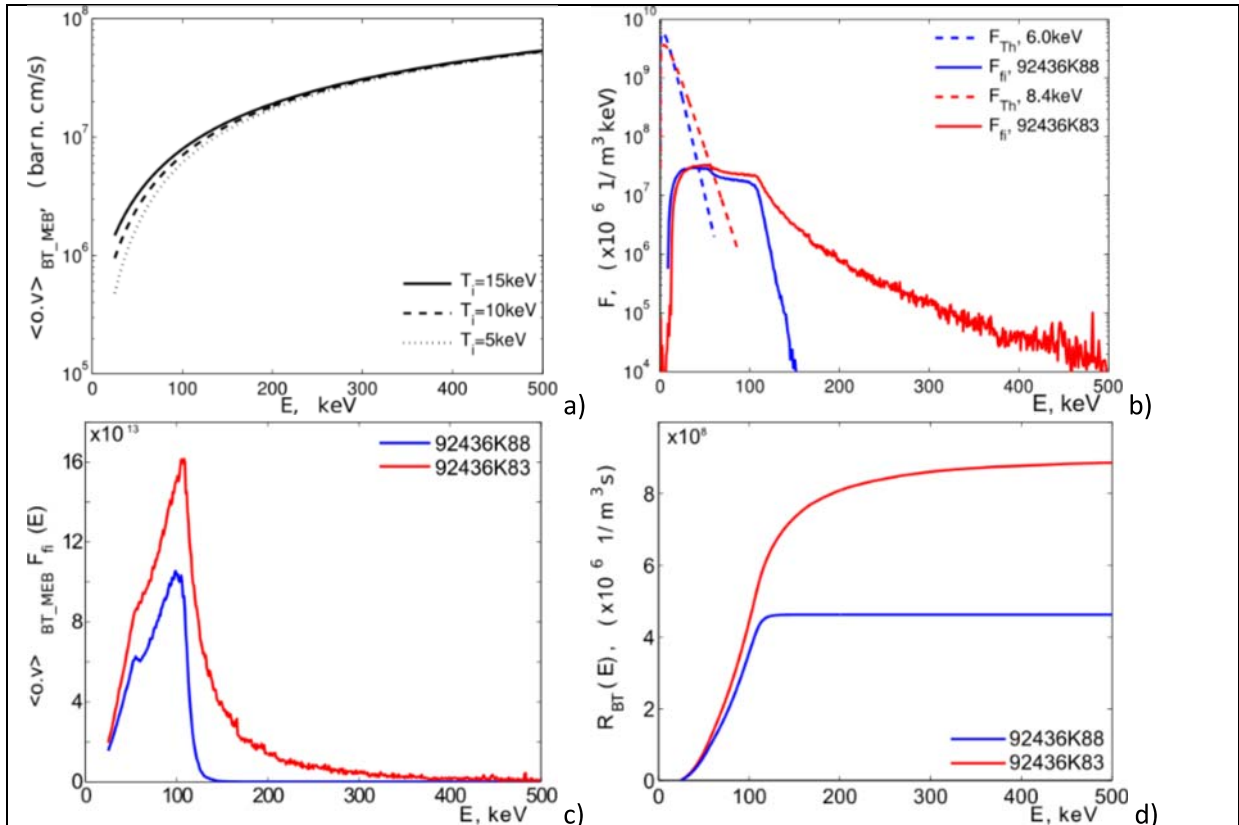 10^8
10^7
10^6
10^5
<σ.v> BT_MEB, (barn. cm/s)
T_i=15keV
T_i=10keV
T_i=5keV
0 100 200 300 400 500
E, keV
a)
10^10
10^9
10^8
10^7
10^6
10^5
10^4
F, (x10^6 1/m^3 keV)
F_Th, 6.0keV
F_fi, 92436K88
F_Th, 8.4keV
F_fi, 92436K83
0 100 200 300 400 500
E, keV
b)
x10^13
16
12
8
4
0
<σ.v> BT_MEB F_fi (E)
92436K88
92436K83
0 100 200 300 400 500
E, keV
c)
x10^8
8
6
4
2
0
R_BT(E), (x10^6 1/m^3s)
92436K88
92436K83
0 100 200 300 400 500
E, keV
d)